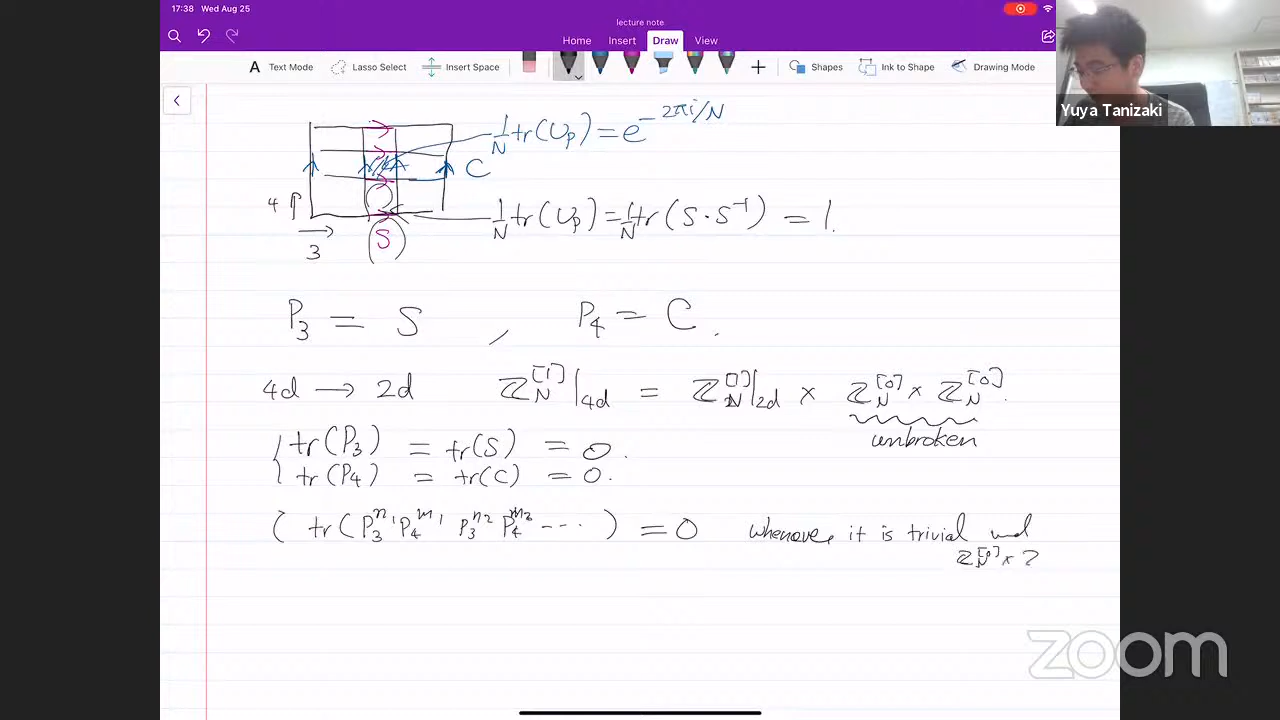 17:38 Wed Aug 25
lecture note
Home Insert Draw View
Text Mode Lasso Select Insert Space Shapes Ink to Shape Drawing Mode
Yuya Tanizaki
1/N tr(U_p) = e^{-2πi/N}
C
4↑
1/N tr(U_p) = 1/N tr(S・S^{-1}) = 1.
→
3
S
P_3 = S , P_4 = C.
4d → 2d Z_N^{[1]}|_{4d} = Z_N^{[1]}|_{2d} × Z_N^{[0]} × Z_N^{[0]}.
unbroken
tr(P_3) = tr(S) = 0.
tr(P_4) = tr(C) = 0.
( tr(P_3^{n_1} P_4^{m_1} P_3^{n_2} P_4^{m_2} ---- ) = 0 whenever it is trivial und
Z_N^{[0]} × Z
zoom